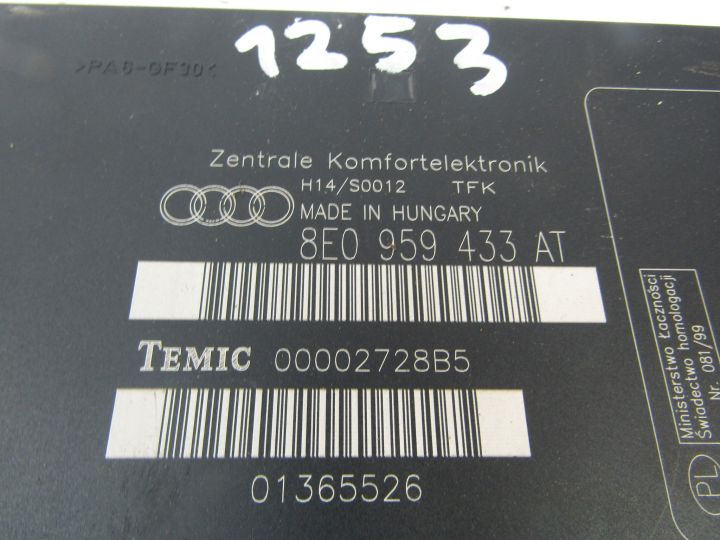 1253
>PA6-GF30<
Zentrale Komfortelektronik
H14/S0012 TFK
MADE IN HUNGARY
8E0 959 433 AT
TEMIC 00002728B5
01365526
Ministerstwo Łączności
Świadectwo homologacji
Nr. 081/99
PL